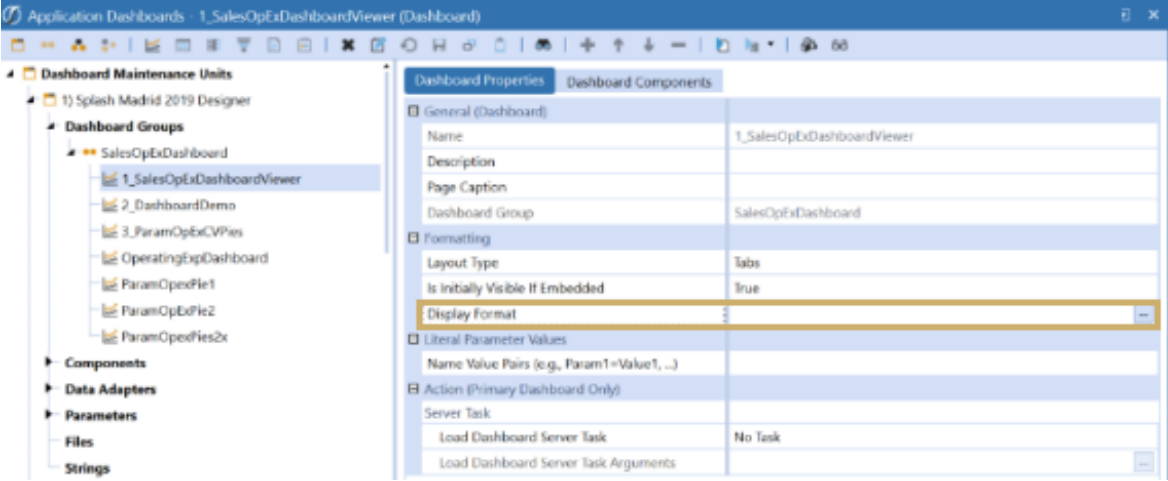 Application Dashboards - 1_SalesOpExDashboardViewer (Dashboard)
Dashboard Maintenance Units
1) Splash Madrid 2019 Designer
Dashboard Groups
SalesOpExDashboard
1_SalesOpExDashboardViewer
2_DashboardDemo
3_ParamOpExCVPies
OperatingExpDashboard
ParamOpexPie1
ParamOpExPie2
ParamOpexPies2x
Components
Data Adapters
Parameters
Files
Strings
Dashboard Properties Dashboard Components
General (Dashboard)
Name 1_SalesOpExDashboardViewer
Description
Page Caption
Dashboard Group SalesOpExDashboard
Formatting
Layout Type Tabs
Is Initially Visible If Embedded True
Display Format ...
Literal Parameter Values
Name Value Pairs (e.g., Param1=Value1, ...)
Action (Primary Dashboard Only)
Server Task
Load Dashboard Server Task No Task
Load Dashboard Server Task Arguments ...